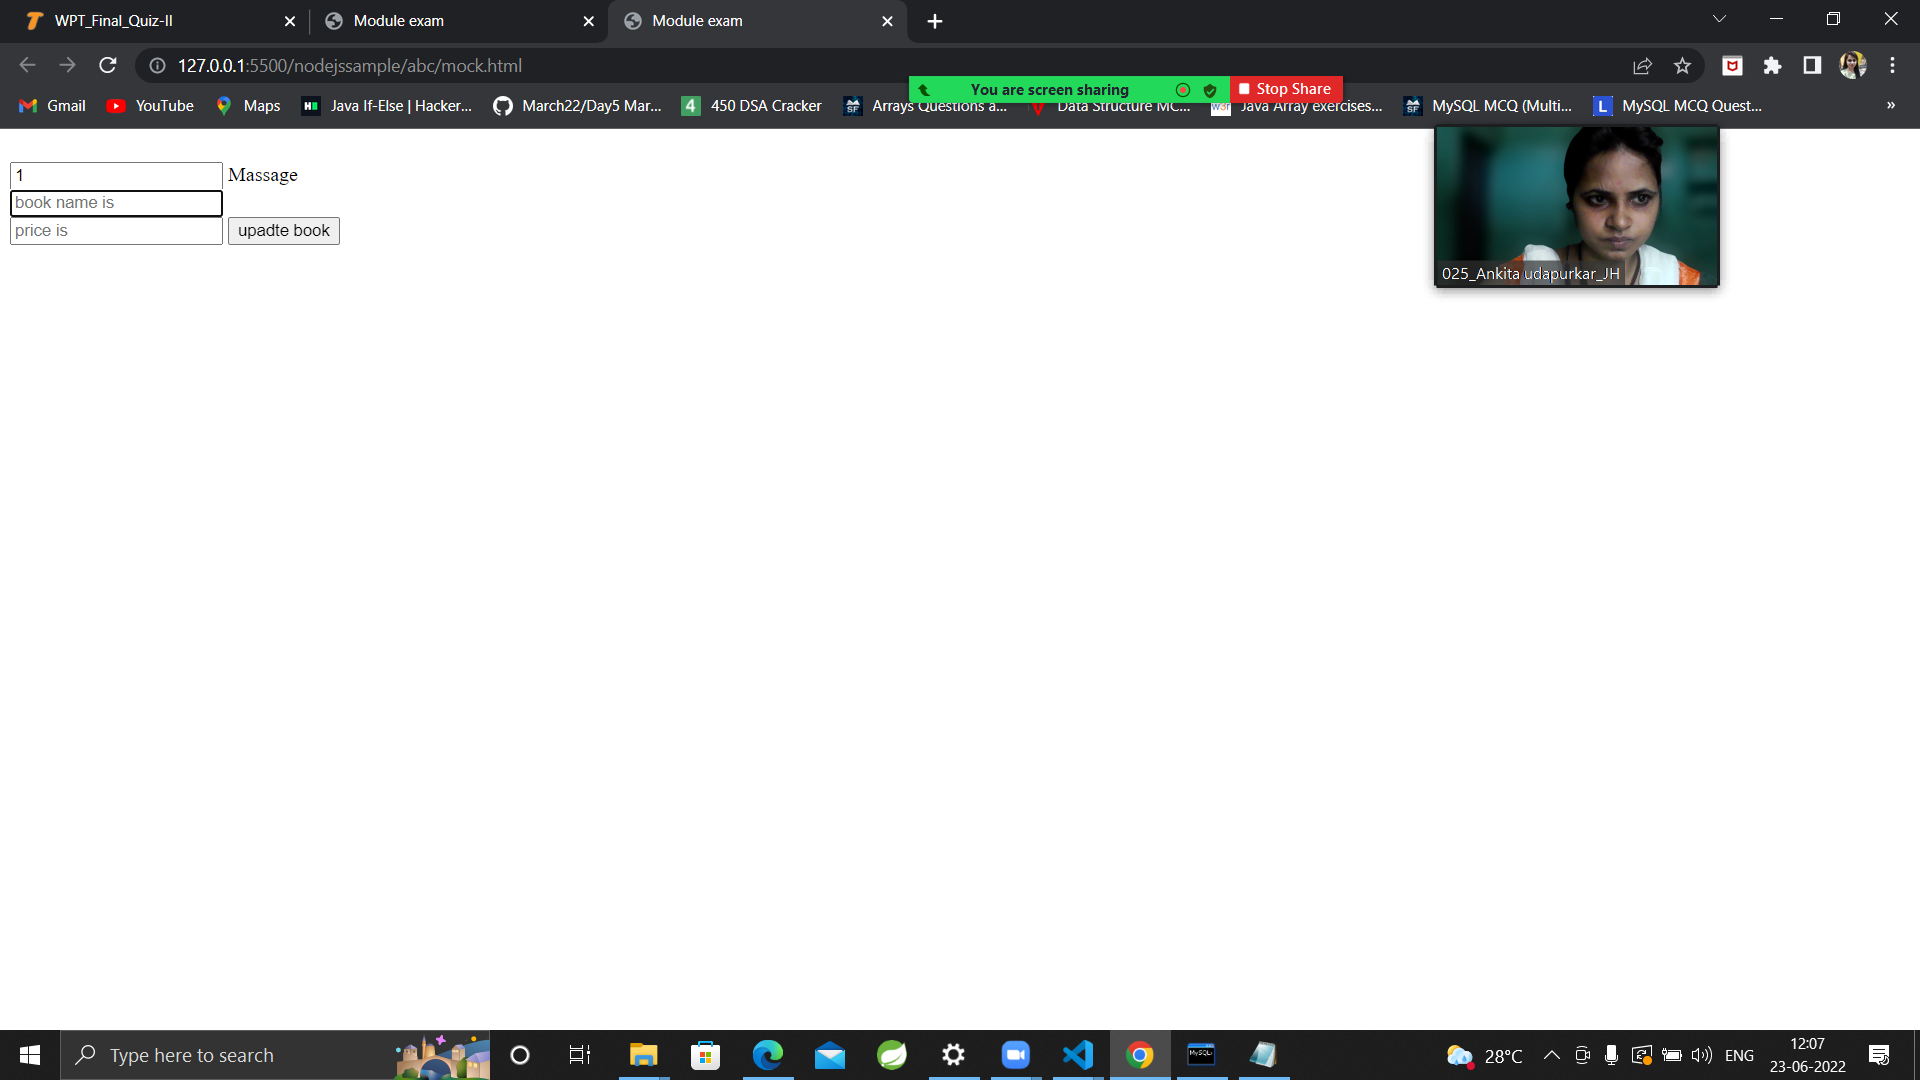 WPT_Final_Quiz-II
Module exam
Module exam
127.0.0.1:5500/nodejssample/abc/mock.html
You are screen sharing
Stop Share
Gmail
YouTube
Maps
Java If-Else | Hacker...
March22/Day5 Mar...
450 DSA Cracker
Arrays Questions a...
Data Structure MC...
Java Array exercises...
MySQL MCQ (Multi...
MySQL MCQ Quest...
»
1 Massage
book name is
price is upadte book
025_Ankita udapurkar_JH
Type here to search
28°C
ENG
12:07
23-06-2022